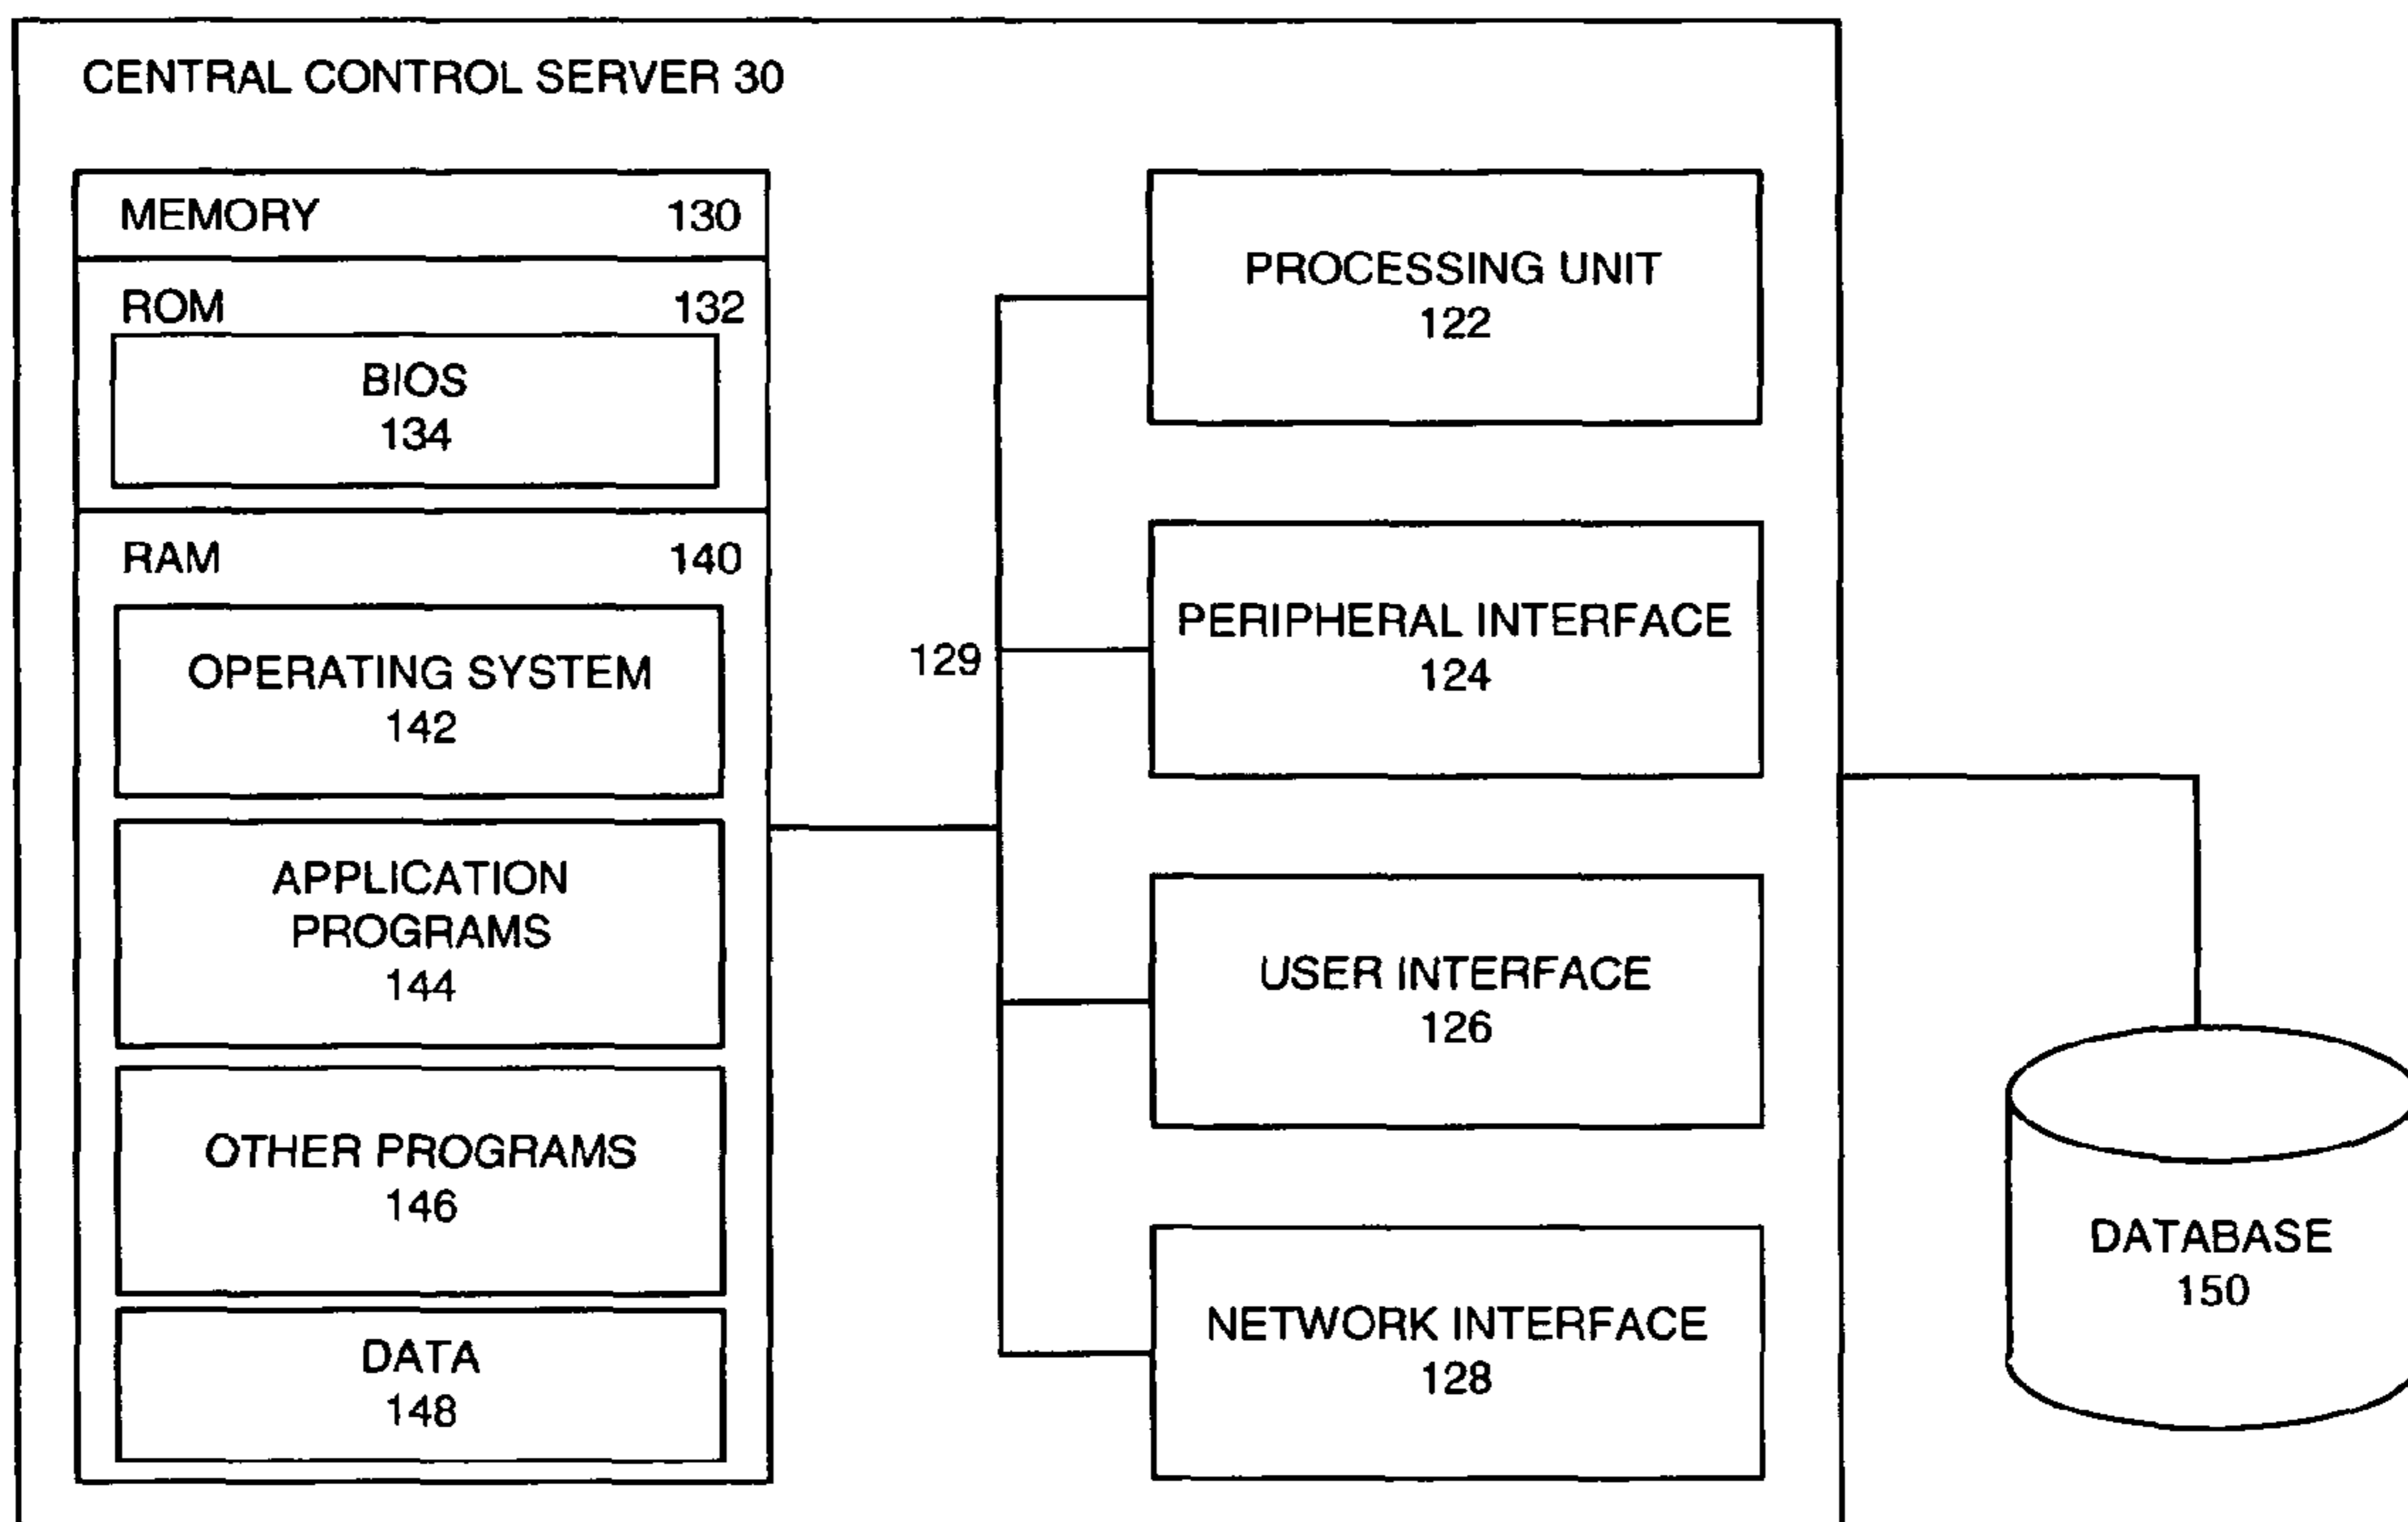 CENTRAL CONTROL SERVER 30
MEMORY 130
ROM 132
BIOS
134
RAM 140
OPERATING SYSTEM
142
APPLICATION
PROGRAMS
144
OTHER PROGRAMS
146
DATA
148
129
PROCESSING UNIT
122
PERIPHERAL INTERFACE
124
USER INTERFACE
126
NETWORK INTERFACE
128
DATABASE
150